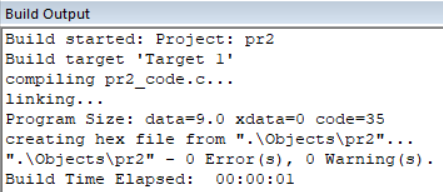 Build Output
Build started: Project: pr2
Build target 'Target 1'
compiling pr2_code.c...
linking...
Program Size: data=9.0 xdata=0 code=35
creating hex file from ".\Objects\pr2"...
".\Objects\pr2" - 0 Error(s), 0 Warning(s).
Build Time Elapsed:  00:00:01